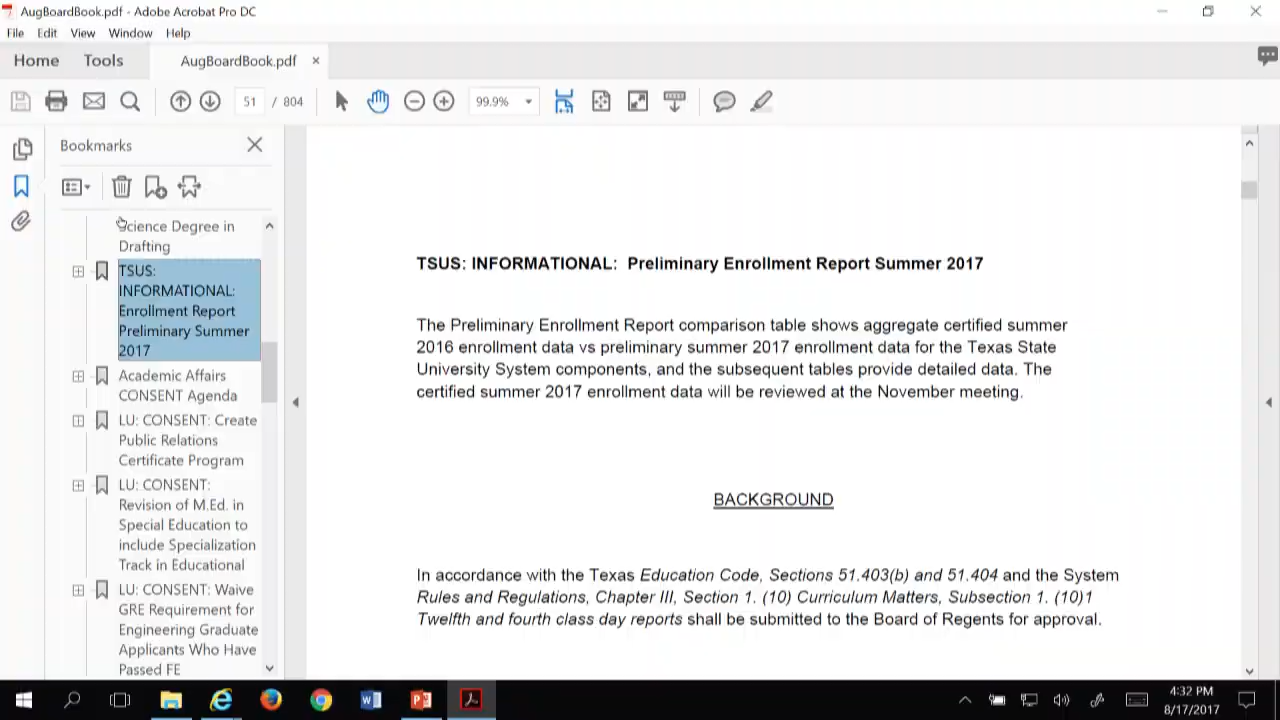 AugBoardBook.pdf - Adobe Acrobat Pro DC
File Edit View Window Help
Home Tools AugBoardBook.pdf ×
51 / 804 99.9%
Bookmarks
Science Degree in
Drafting
TSUS:
INFORMATIONAL:
Enrollment Report
Preliminary Summer
2017
Academic Affairs
CONSENT Agenda
LU: CONSENT: Create
Public Relations
Certificate Program
LU: CONSENT:
Revision of M.Ed. in
Special Education to
include Specialization
Track in Educational
LU: CONSENT: Waive
GRE Requirement for
Engineering Graduate
Applicants Who Have
Passed FE
TSUS: INFORMATIONAL: Preliminary Enrollment Report Summer 2017
The Preliminary Enrollment Report comparison table shows aggregate certified summer
2016 enrollment data vs preliminary summer 2017 enrollment data for the Texas State
University System components, and the subsequent tables provide detailed data. The
certified summer 2017 enrollment data will be reviewed at the November meeting.
BACKGROUND
In accordance with the Texas Education Code, Sections 51.403(b) and 51.404 and the System
Rules and Regulations, Chapter III, Section 1. (10) Curriculum Matters, Subsection 1. (10)1
Twelfth and fourth class day reports shall be submitted to the Board of Regents for approval.
4:32 PM
8/17/2017